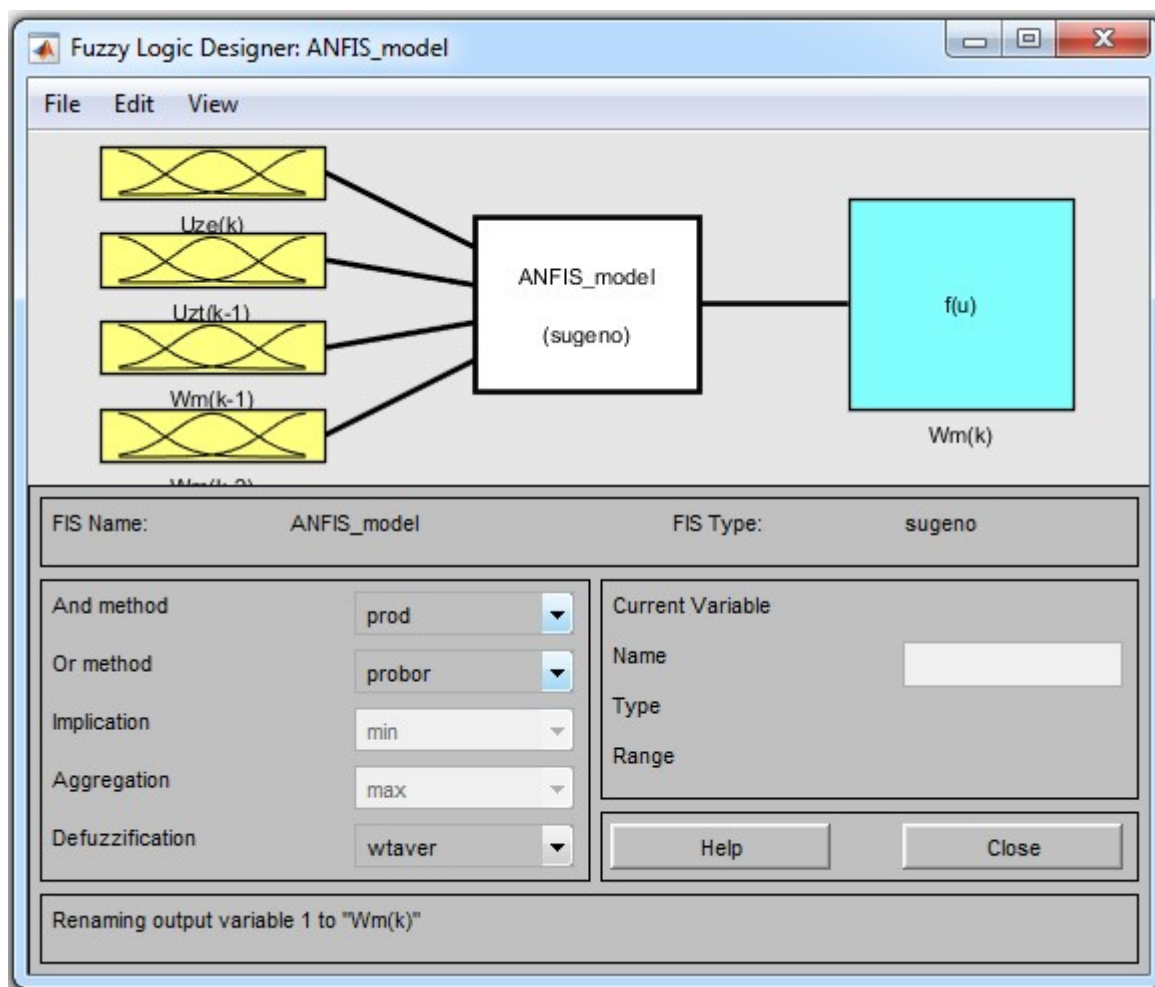 Fuzzy Logic Designer: ANFIS_model
File Edit View
Uze(k)
Uzt(k-1)
Wm(k-1)
ANFIS_model
(sugeno)
f(u)
Wm(k)
FIS Name: ANFIS_model FIS Type: sugeno
And method prod
Or method probor
Implication min
Aggregation max
Defuzzification wtaver
Current Variable
Name
Type
Range
Help Close
Renaming output variable 1 to "Wm(k)"